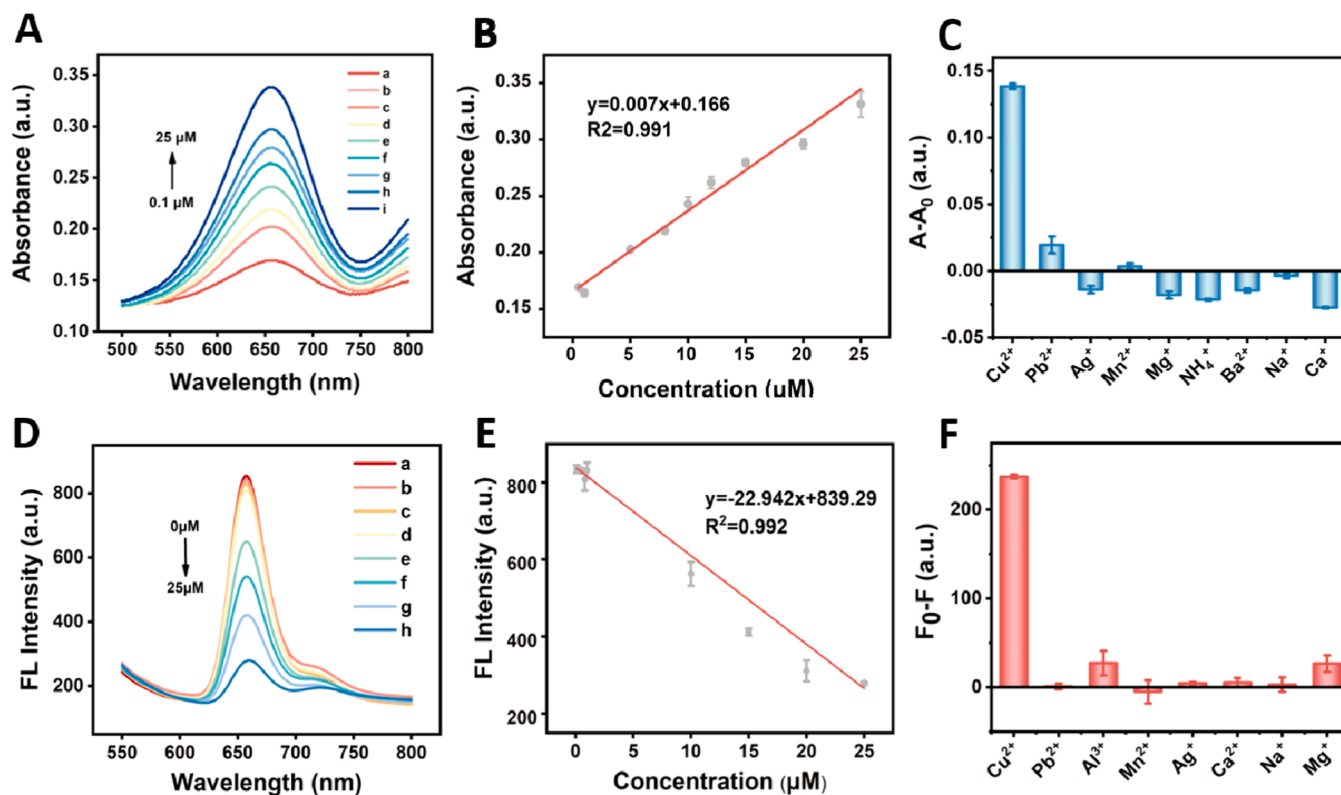 A
Absorbance (a.u.)
0.35
0.30
0.25
0.20
0.15
0.10
25 μM
0.1 μM
a
b
c
d
e
f
g
h
i
500 550 600 650 700 750 800
Wavelength (nm)
B
Absorbance (a.u.)
0.35
0.30
0.25
0.20
0.15
y=0.007x+0.166
R2=0.991
0 5 10 15 20 25
Concentration (μM)
C
A-A₀ (a.u.)
0.15
0.10
0.05
0.00
-0.05
Cu²⁺ Pb²⁺ Ag⁺ Mn²⁺ Mg⁺ NH₄⁺ Ba²⁺ Na⁺ Ca⁺
D
FL Intensity (a.u.)
800
600
400
200
0μM
25μM
a
b
c
d
e
f
g
h
550 600 650 700 750 800
Wavelength (nm)
E
FL Intensity (a.u.)
800
600
400
200
y=-22.942x+839.29
R²=0.992
0 5 10 15 20 25
Concentration (μM)
F
F₀-F (a.u.)
200
100
0
Cu²⁺ Pb²⁺ Al³⁺ Mn²⁺ Ag⁺ Ca²⁺ Na⁺ Mg⁺